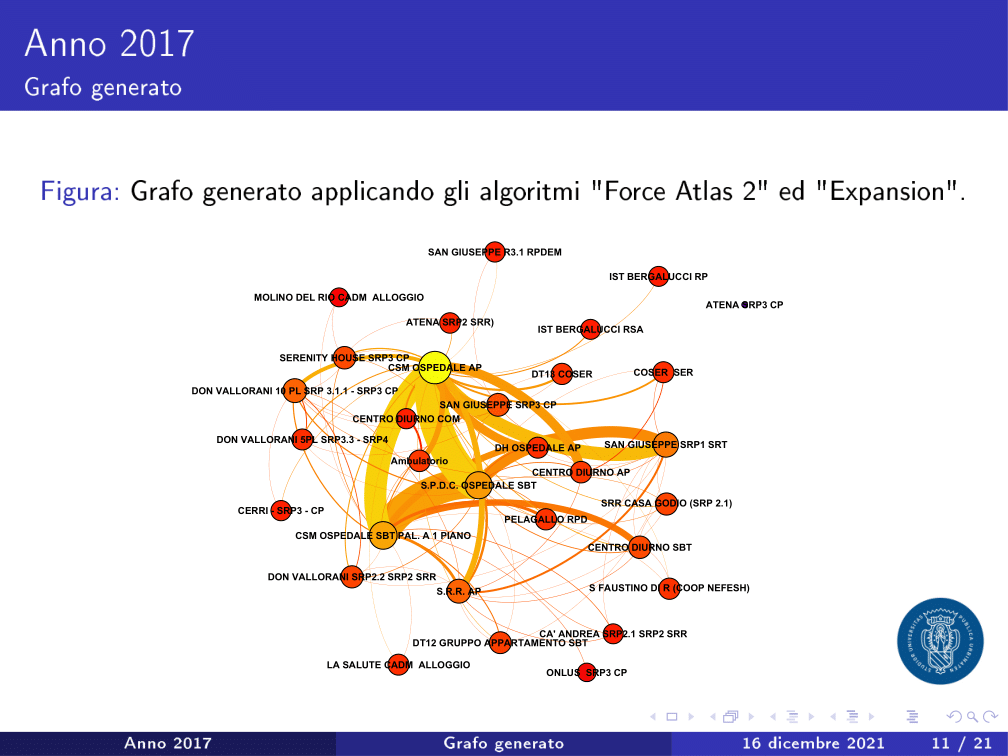 Anno 2017
Grafo generato
Figura: Grafo generato applicando gli algoritmi "Force Atlas 2" ed "Expansion".
SAN GIUSEPPE R3.1 RPDEM
IST BERGALUCCI RP
MOLINO DEL RIO CADM  ALLOGGIO
ATENA SRP3 CP
ATENA SRP2 SRR)
IST BERGALUCCI RSA
SERENITY HOUSE SRP3 CP
CSM OSPEDALE AP
DT13 COSER
COSER SER
DON VALLORANI 10 PL SRP 3.1.1 - SRP3 CP
SAN GIUSEPPE SRP3 CP
CENTRO DIURNO COM
DON VALLORANI 5PL SRP3.3 - SRP4
DH OSPEDALE AP
SAN GIUSEPPE SRP1 SRT
Ambulatorio
CENTRO DIURNO AP
S.P.D.C. OSPEDALE SBT
SRR CASA GODIO (SRP 2.1)
CERRI - SRP3 - CP
PELAGALLO RPD
CSM OSPEDALE SBT PAL. A 1 PIANO
CENTRO DIURNO SBT
DON VALLORANI SRP2.2 SRP2 SRR
S.R.R. AP
S FAUSTINO DI R (COOP NEFESH)
CA' ANDREA SRP2.1 SRP2 SRR
DT12 GRUPPO APPARTAMENTO SBT
LA SALUTE CADM  ALLOGGIO
ONLUS  SRP3 CP
Anno 2017
Grafo generato
16 dicembre 2021
11 / 21